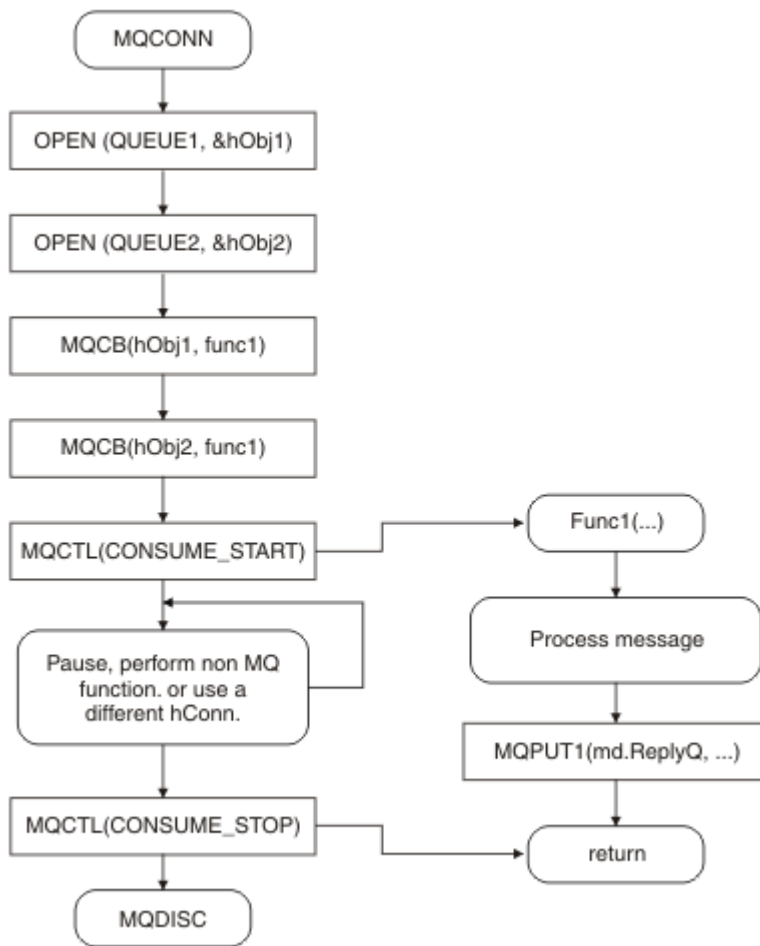 MQCONN
OPEN (QUEUE1, &hObj1)
OPEN (QUEUE2, &hObj2)
MQCB(hObj1, func1)
MQCB(hObj2, func1)
MQCTL(CONSUME_START)
Pause, perform non MQ
function. or use a
different hConn.
MQCTL(CONSUME_STOP)
MQDISC
Func1(...)
Process message
MQPUT1(md.ReplyQ, ...)
return